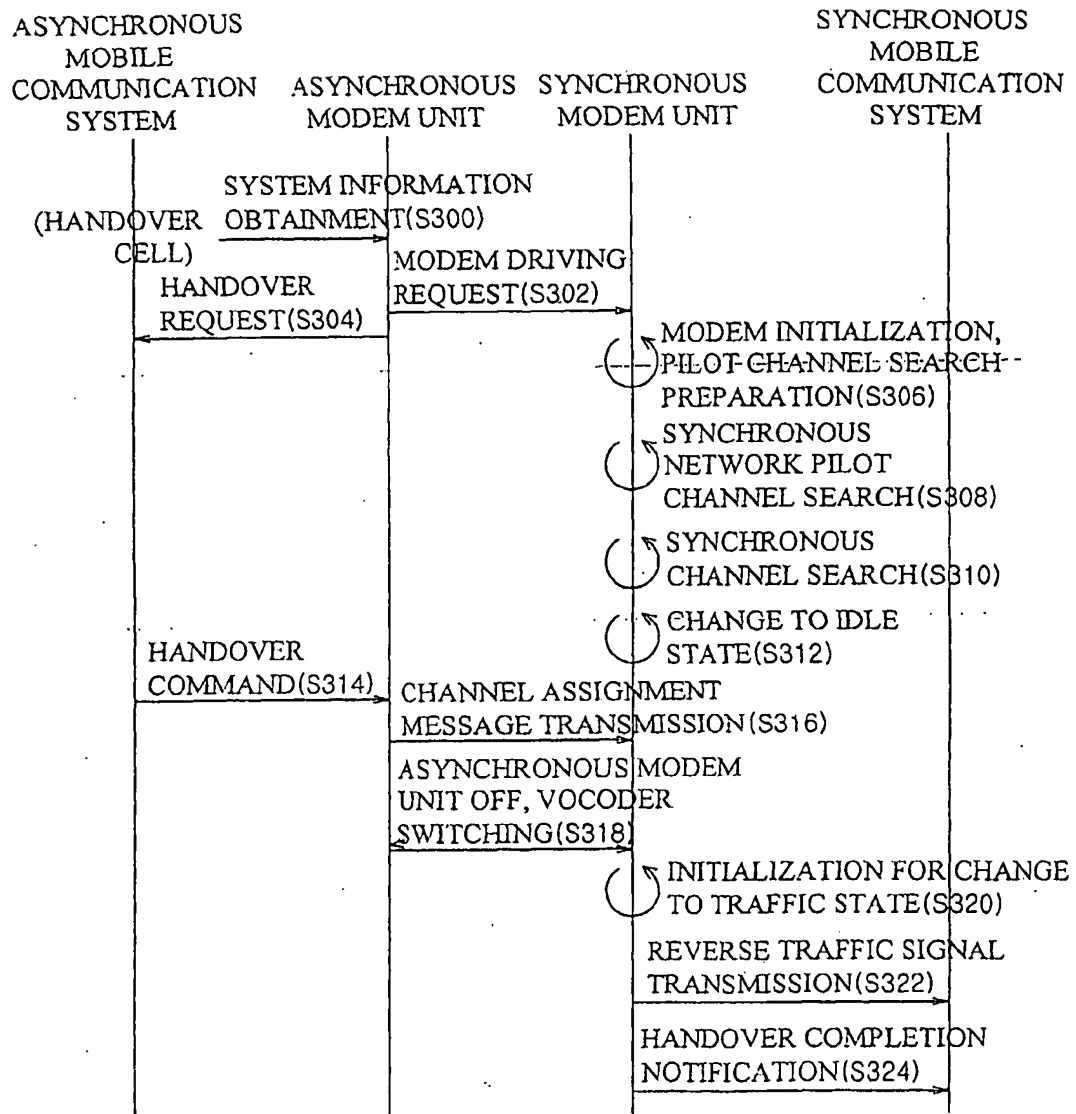 ASYNCHRONOUS
MOBILE
COMMUNICATION
SYSTEM
ASYNCHRONOUS
MODEM UNIT
SYNCHRONOUS
MODEM UNIT
SYNCHRONOUS
MOBILE
COMMUNICATION
SYSTEM
(HANDOVER
CELL)
SYSTEM INFORMATION
OBTAINMENT(S300)
MODEM DRIVING
REQUEST(S302)
HANDOVER
REQUEST(S304)
MODEM INITIALIZATION,
PILOT CHANNEL SEARCH
PREPARATION(S306)
SYNCHRONOUS
NETWORK PILOT
CHANNEL SEARCH(S308)
SYNCHRONOUS
CHANNEL SEARCH(S310)
CHANGE TO IDLE
STATE(S312)
HANDOVER
COMMAND(S314)
CHANNEL ASSIGNMENT
MESSAGE TRANSMISSION(S316)
ASYNCHRONOUS MODEM
UNIT OFF, VOCODER
SWITCHING(S318)
INITIALIZATION FOR CHANGE
TO TRAFFIC STATE(S320)
REVERSE TRAFFIC SIGNAL
TRANSMISSION(S322)
HANDOVER COMPLETION
NOTIFICATION(S324)